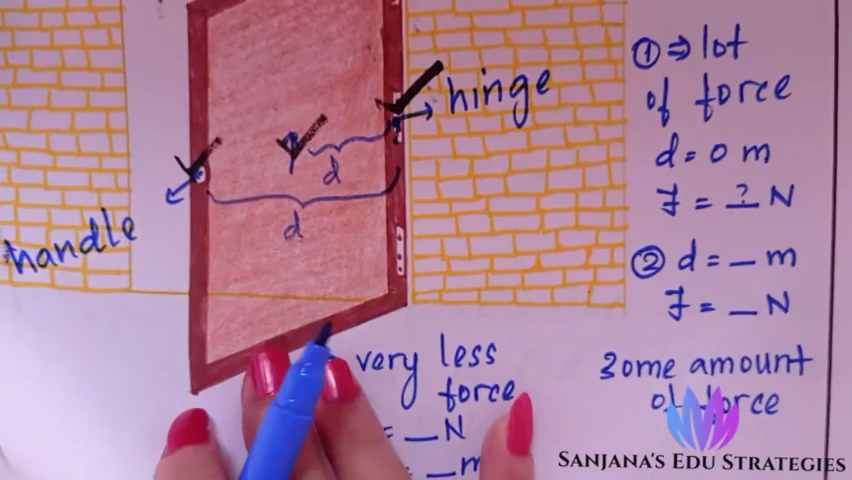 hinge
d
d
handle
① ⇒ lot
of force
d = 0 m
F = ? N
② d = _ m
F = _ N
some amount
of force
very less
force
= _ N
= _ m
SANJANA'S EDU STRATEGIES